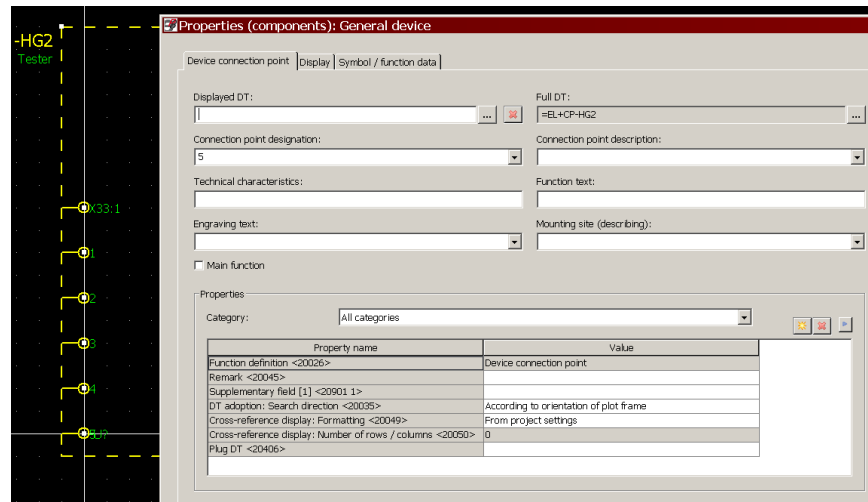 Properties (components): General device
-HG2
Tester
Device connection point Display Symbol / function data
Displayed DT: Full DT:
... =EL+CP-HG2 ...
Connection point designation: Connection point description:
5
Technical characteristics: Function text:
Engraving text: Mounting site (describing):
Main function
Properties
Category: All categories
Property name Value
Function definition <20026> Device connection point
Remark <20045>
Supplementary field [1] <20901 1>
DT adoption: Search direction <20035> According to orientation of plot frame
Cross-reference display: Formatting <20049> From project settings
Cross-reference display: Number of rows / columns <20050> 0
Plug DT <20406>
X33:1
1
2
3
4